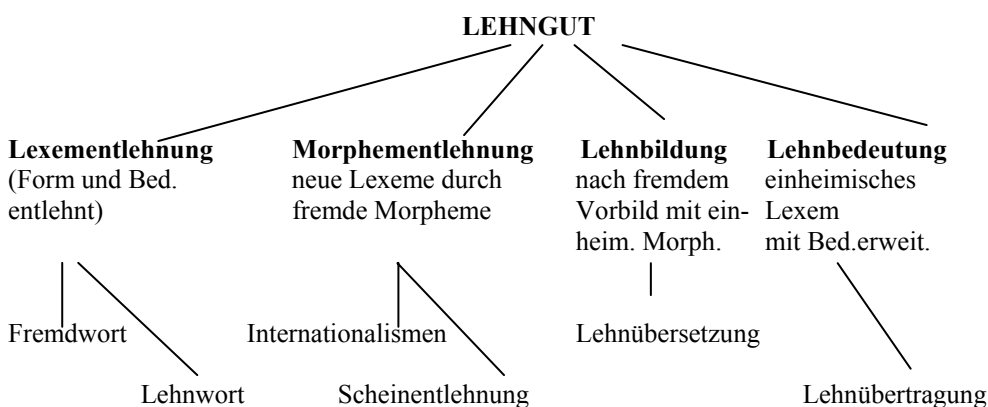 LEHNGUT
Lexementlehnung
(Form und Bed.
entlehnt)
Morphementlehnung
neue Lexeme durch
fremde Morpheme
Lehnbildung
nach fremdem
Vorbild mit ein-
heim. Morph.
Lehnbedeutung
einheimisches
Lexem
mit Bed.erweit.
Fremdwort
Internationalismen
Lehnübersetzung
Lehnwort
Scheinentlehnung
Lehnübertragung